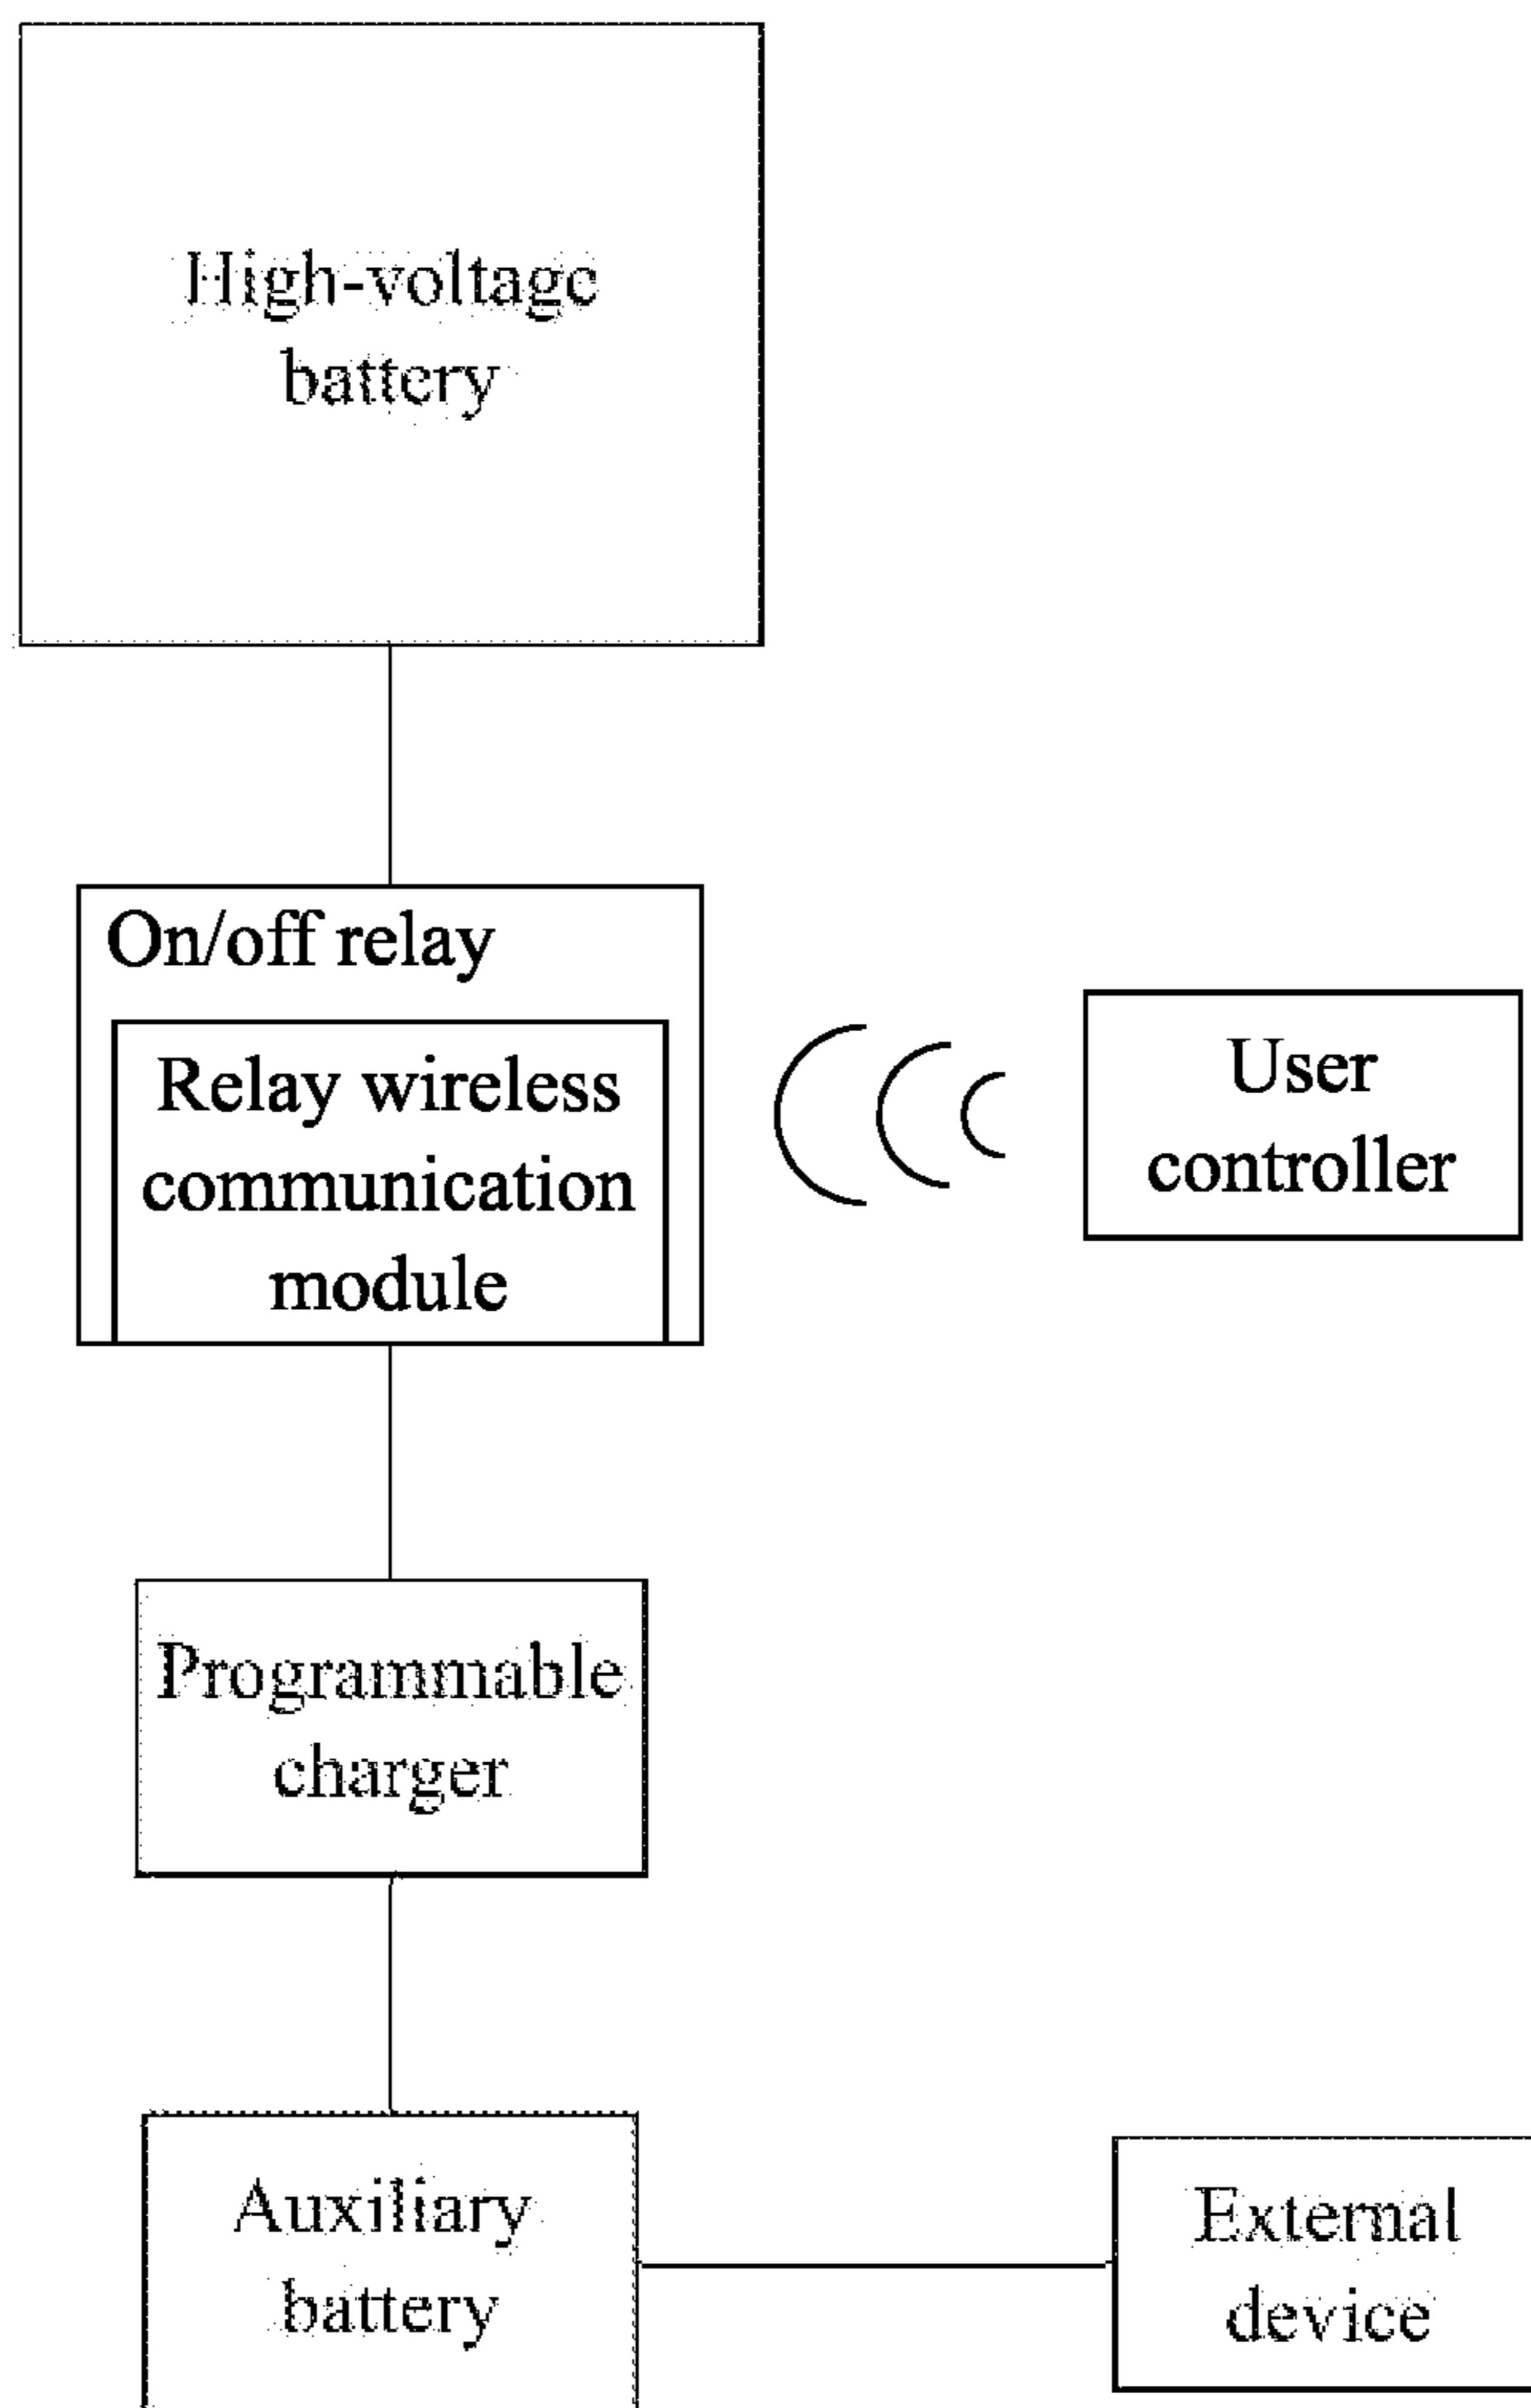 High-voltage
battery
On/off relay
Relay wireless
communication
module
User
controller
Programmable
charger
Auxiliary
battery
External
device